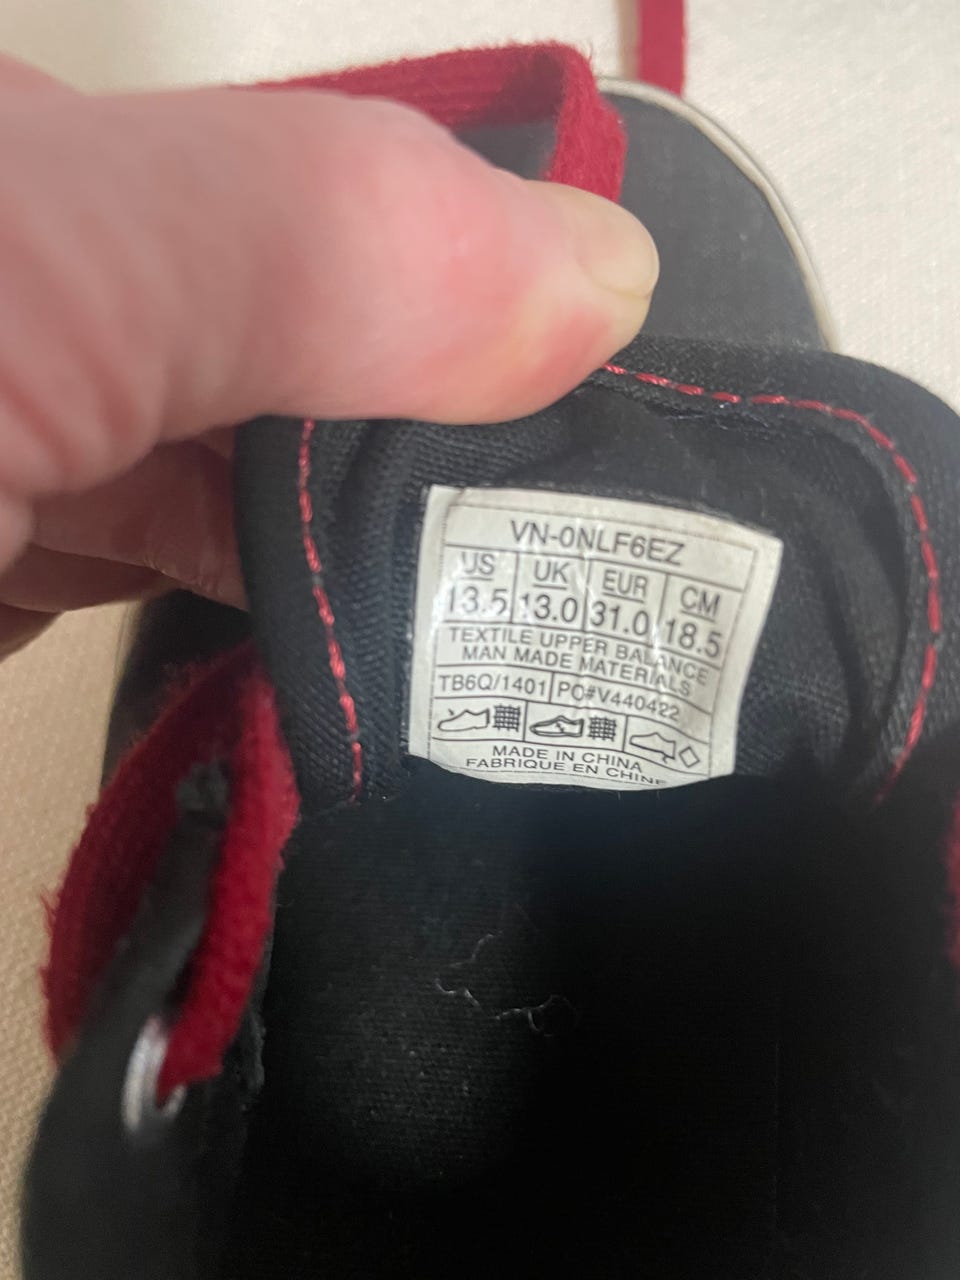 VN-0NLF6EZ
US UK EUR CM
13.5 13.0 31.0 18.5
TEXTILE UPPER BALANCE
MAN MADE MATERIALS
TB6Q/1401 PO#V440422
MADE IN CHINA
FABRIQUE EN CHINE